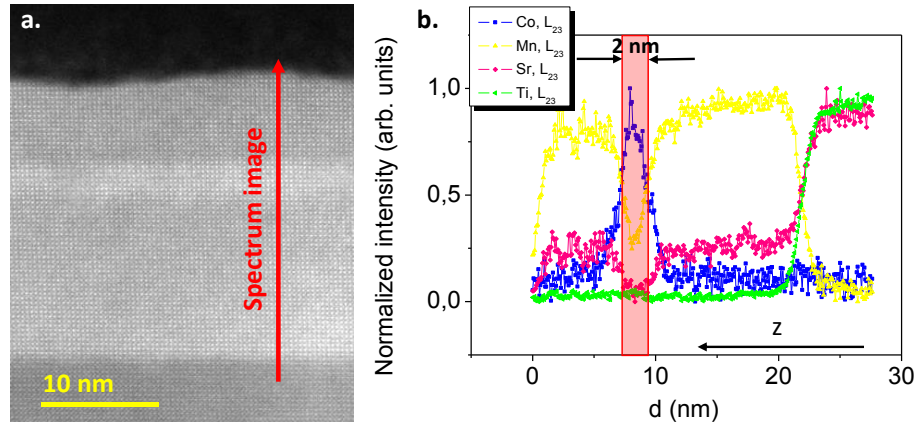 a.
Spectrum image
10 nm
b.
Co, L23
Mn, L23
Sr, L23
Ti, L23
2 nm
Normalized intensity (arb. units)
1,0
0,5
0,0
z
0 10 20 30
d (nm)